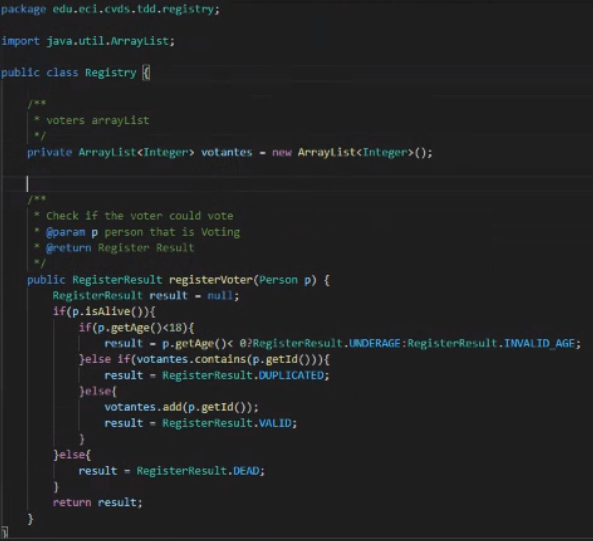 package edu.eci.cvds.tdd.registry;
import java.util.ArrayList;
public class Registry {
/**
* voters arrayList
*/
private ArrayList<Integer> votantes = new ArrayList<Integer>();
/**
* Check if the voter could vote
* @param p person that is Voting
* @return Register Result
*/
public RegisterResult registerVoter(Person p) {
RegisterResult result = null;
if(p.isAlive()){
if(p.getAge()<18){
result = p.getAge()< 0?RegisterResult.UNDERAGE:RegisterResult.INVALID_AGE;
}else if(votantes.contains(p.getId())){
result = RegisterResult.DUPLICATED;
}else{
votantes.add(p.getId());
result = RegisterResult.VALID;
}
}else{
result = RegisterResult.DEAD;
}
return result;
}
}